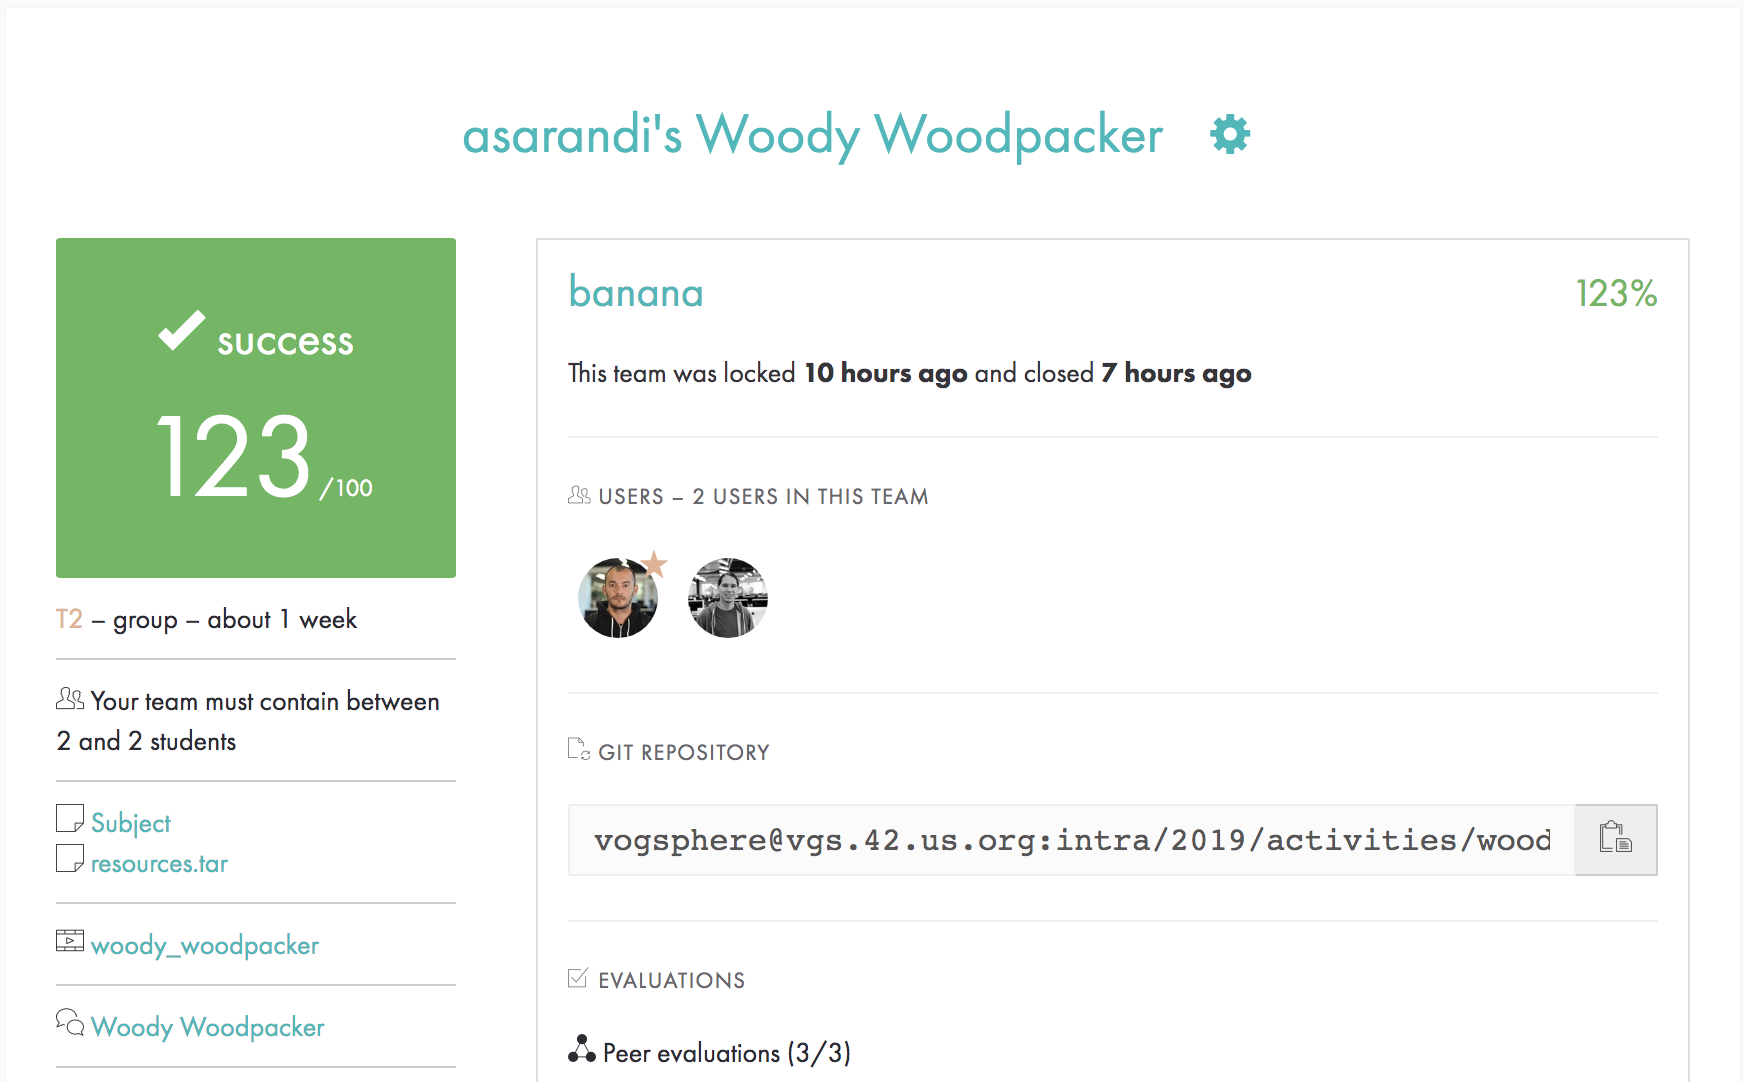 asarandi's Woody Woodpacker
success
123 /100
T2 – group – about 1 week
Your team must contain between
2 and 2 students
Subject
resources.tar
woody_woodpacker
Woody Woodpacker
banana
123%
This team was locked 10 hours ago and closed 7 hours ago
USERS – 2 USERS IN THIS TEAM
GIT REPOSITORY
vogsphere@vgs.42.us.org:intra/2019/activities/wood
EVALUATIONS
Peer evaluations (3/3)